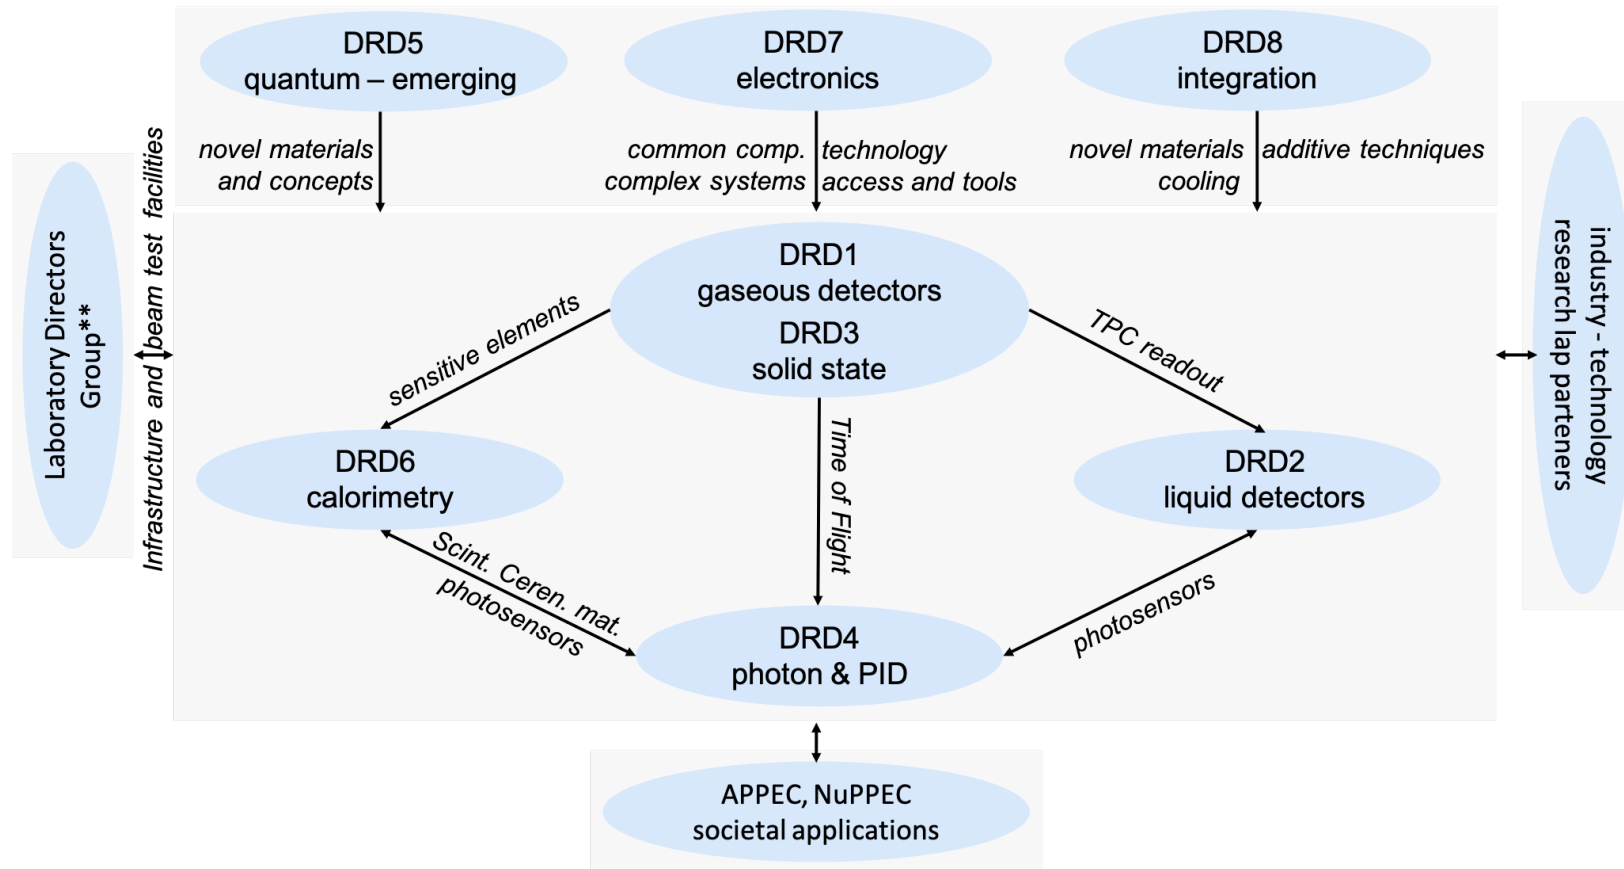 DRD5
quantum – emerging
DRD7
electronics
DRD8
integration
novel materials
and concepts
common comp.
complex systems
technology
access and tools
novel materials
cooling
additive techniques
Laboratory Directors
Group**
Infrastructure and beam test facilities
DRD1
gaseous detectors
DRD3
solid state
sensitive elements
TPC readout
Time of Flight
DRD6
calorimetry
DRD2
liquid detectors
Scint. Ceren. mat.
photosensors
photosensors
DRD4
photon & PID
industry - technology
research lap parteners
APPEC, NuPPEC
societal applications